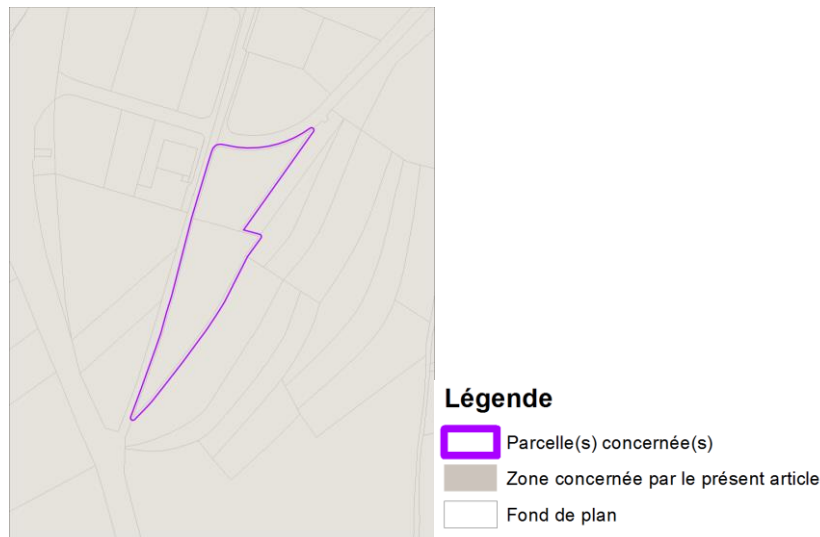 Légende
Parcelle(s) concernée(s)
Zone concernée par le présent article
Fond de plan